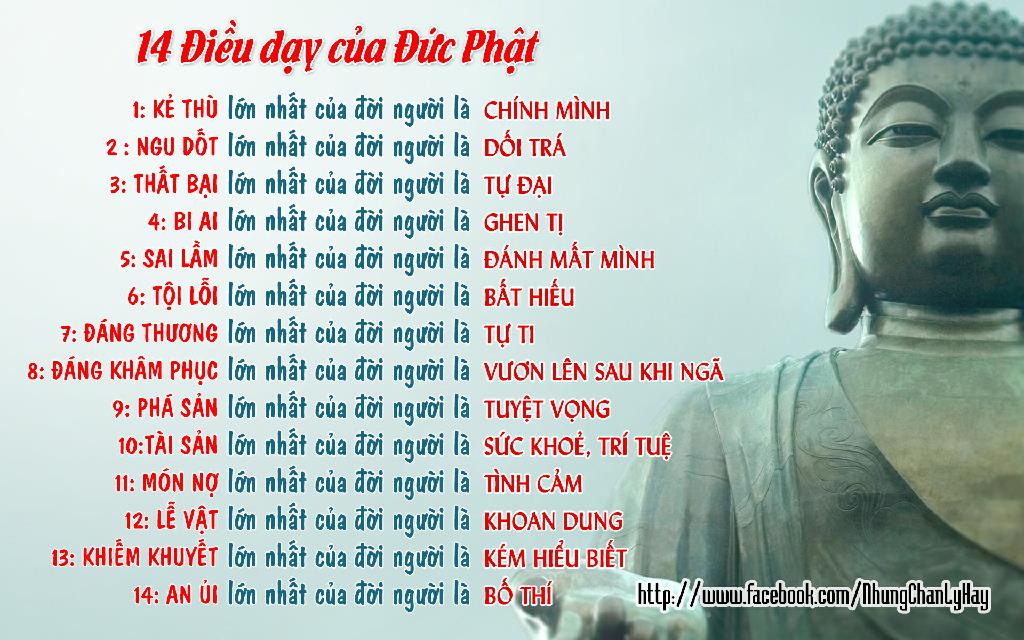 14 Điều dạy của Đức Phật
1: KẺ THÙ lớn nhất của đời người là CHÍNH MÌNH
2 : NGU DỐT lớn nhất của đời người là DỐI TRÁ
3: THẤT BẠI lớn nhất của đời người là TỰ ĐẠI
4: BI AI lớn nhất của đời người là GHEN TỊ
5: SAI LẦM lớn nhất của đời người là ĐÁNH MẤT MÌNH
6: TỘI LỖI lớn nhất của đời người là BẤT HIẾU
7: ĐÁNG THƯƠNG lớn nhất của đời người là TỰ TI
8: ĐÁNG KHÂM PHỤC lớn nhất của đời người là VƯƠN LÊN SAU KHI NGÃ
9: PHÁ SẢN lớn nhất của đời người là TUYỆT VỌNG
10:TÀI SẢN lớn nhất của đời người là SỨC KHOẺ, TRÍ TUỆ
11: MÓN NỢ lớn nhất của đời người là TÌNH CẢM
12: LỄ VẬT lớn nhất của đời người là KHOAN DUNG
13: KHIẾM KHUYẾT lớn nhất của đời người là KÉM HIỂU BIẾT
14: AN ỦI lớn nhất của đời người là BỐ THÍ
http://www.facebook.com/NhungChanLyHay